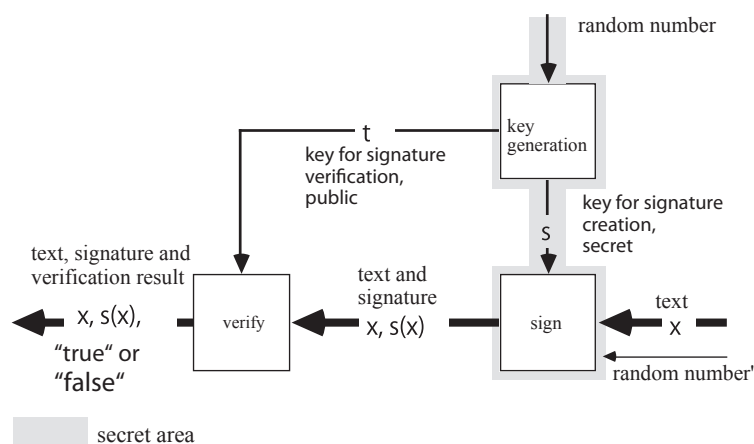 random number
key
generation
t
key for signature
verification,
public
key for signature
creation,
secret
s
text, signature and
verification result
text and
signature
text
x, s(x),
"true" or
"false"
verify
x, s(x)
sign
x
random number'
secret area